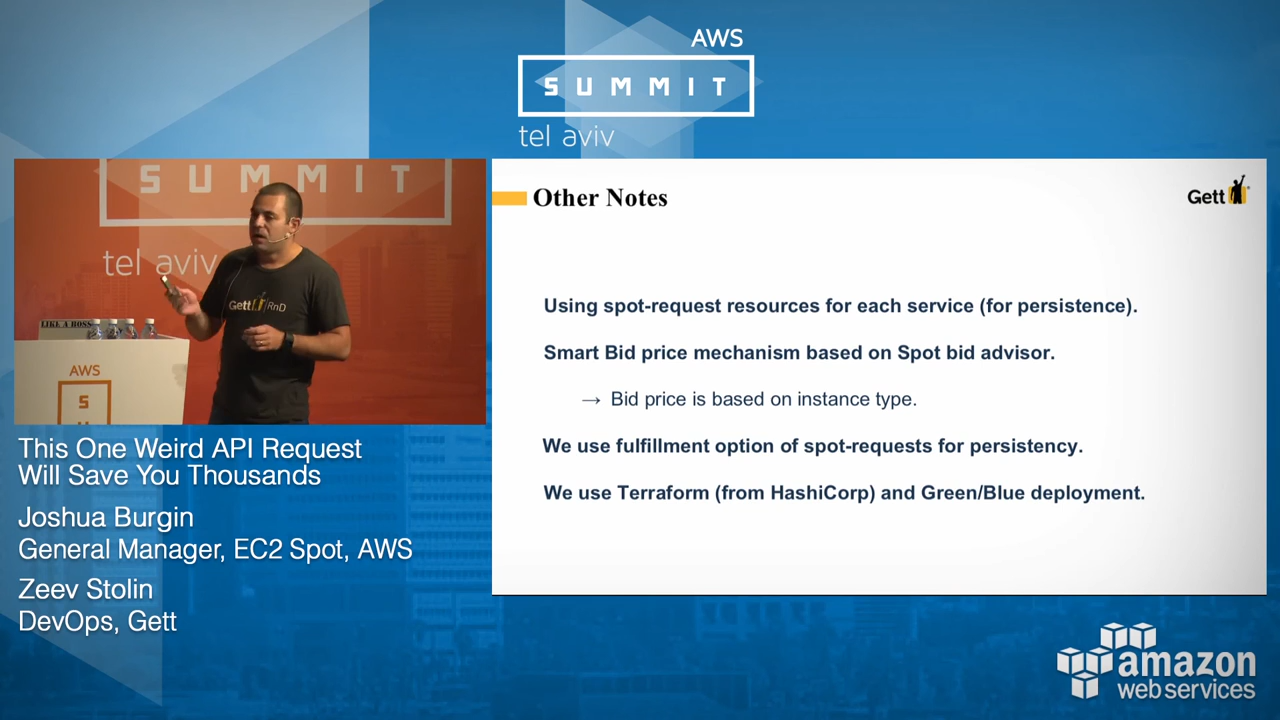 AWS
SUMMIT
tel aviv
SUMMIT
tel aviv
Gett RnD
LIKE A BOSS
AWS
S
Other Notes
Gett
Using spot-request resources for each service (for persistence).
Smart Bid price mechanism based on Spot bid advisor.
→ Bid price is based on instance type.
We use fulfillment option of spot-requests for persistency.
We use Terraform (from HashiCorp) and Green/Blue deployment.
This One Weird API Request
Will Save You Thousands
Joshua Burgin
General Manager, EC2 Spot, AWS
Zeev Stolin
DevOps, Gett
amazon
web services